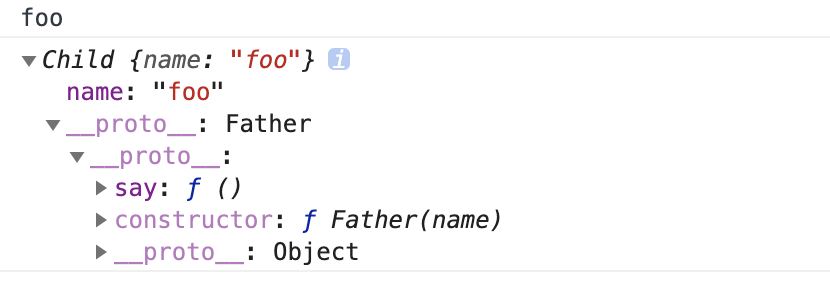 foo
▼Child {name: "foo"} i
name: "foo"
▼__proto__: Father
▼__proto__:
▶say: ƒ ()
▶constructor: ƒ Father(name)
▶__proto__: Object